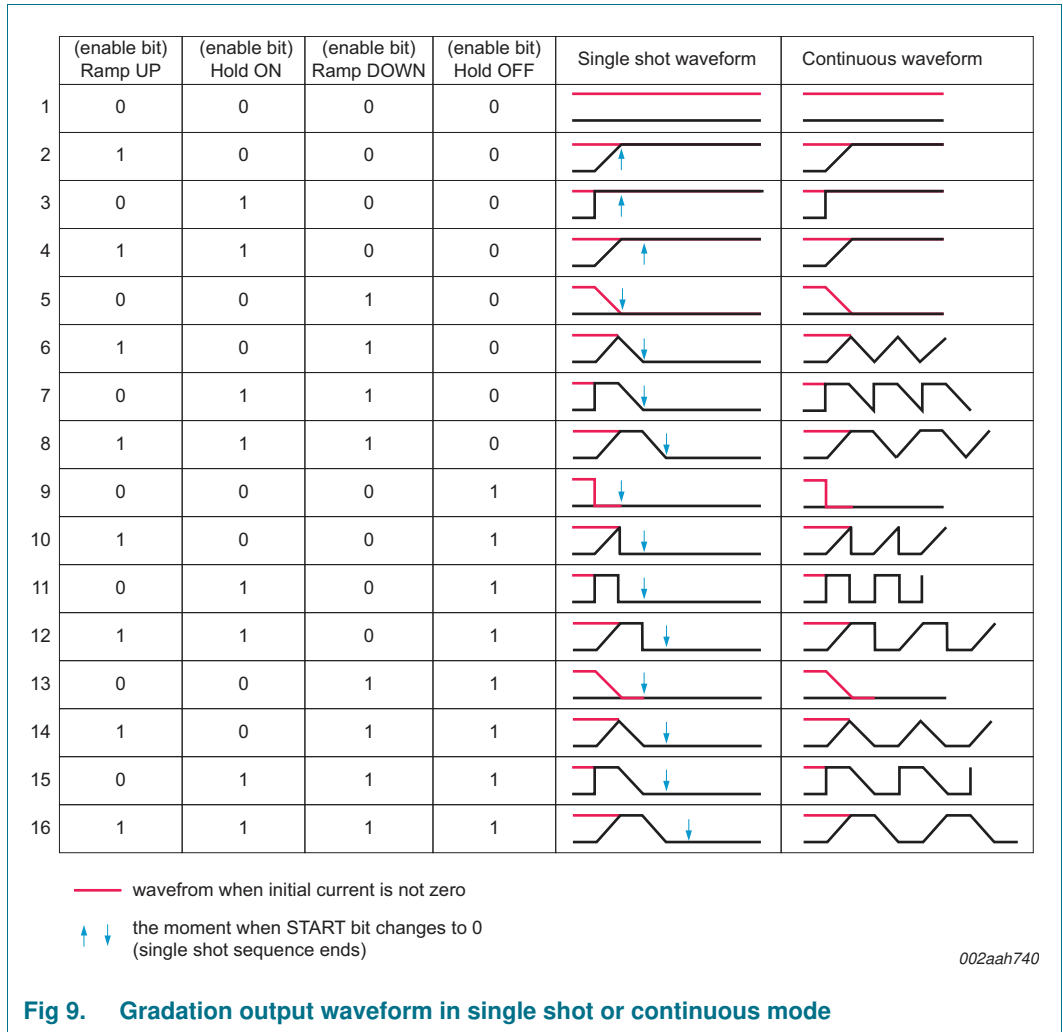 (enable bit) Ramp UP (enable bit) Hold ON (enable bit) Ramp DOWN (enable bit) Hold OFF Single shot waveform Continuous waveform
1 0 0 0 0
2 1 0 0 0
3 0 1 0 0
4 1 1 0 0
5 0 0 1 0
6 1 0 1 0
7 0 1 1 0
8 1 1 1 0
9 0 0 0 1
10 1 0 0 1
11 0 1 0 1
12 1 1 0 1
13 0 0 1 1
14 1 0 1 1
15 0 1 1 1
16 1 1 1 1
wavefrom when initial current is not zero
the moment when START bit changes to 0
(single shot sequence ends)
002aah740
Fig 9. Gradation output waveform in single shot or continuous mode